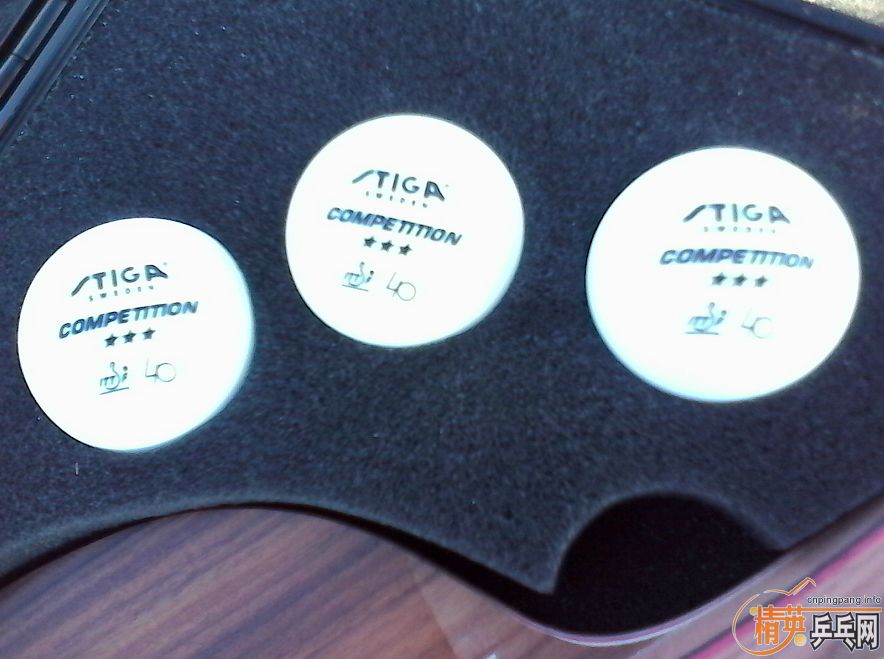 STIGA
SWEDEN
COMPETITION
ITTF 40
STIGA
SWEDEN
COMPETITION
40
STIGA
SWEDEN
COMPETITION
40
cnpingpang.info
精英乒乓网